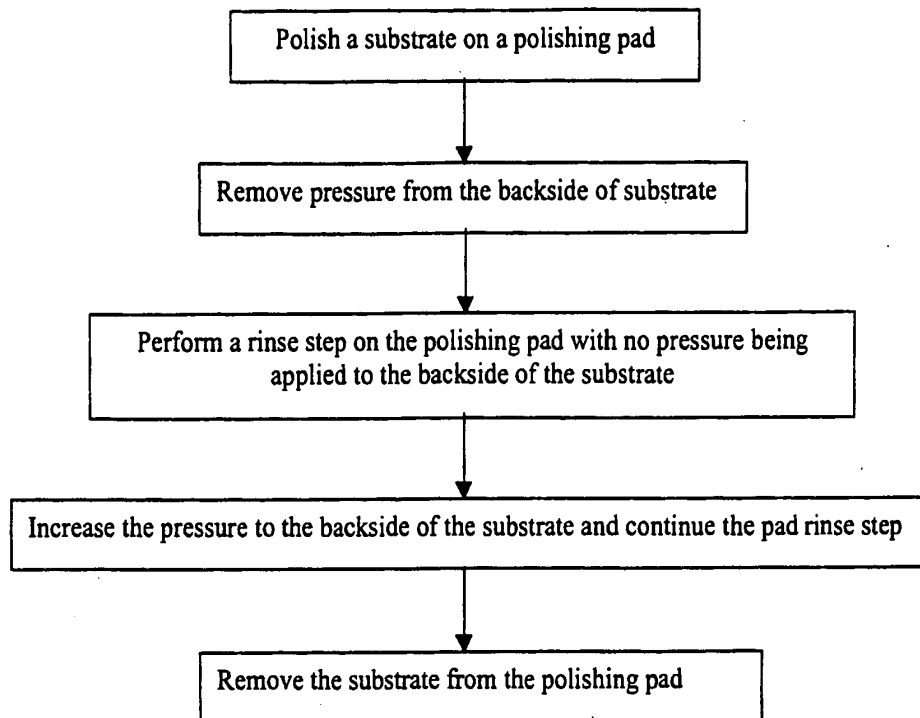 Polish a substrate on a polishing pad
Remove pressure from the backside of substrate
Perform a rinse step on the polishing pad with no pressure being
applied to the backside of the substrate
Increase the pressure to the backside of the substrate and continue the pad rinse step
Remove the substrate from the polishing pad